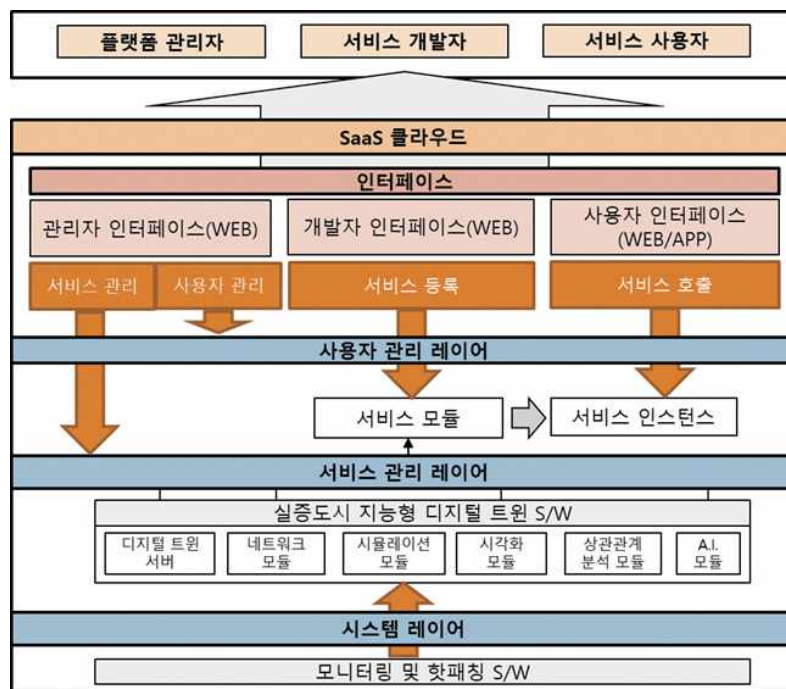 플랫폼 관리자
서비스 개발자
서비스 사용자
SaaS 클라우드
인터페이스
관리자 인터페이스(WEB)
개발자 인터페이스(WEB)
사용자 인터페이스
(WEB/APP)
서비스 관리
사용자 관리
서비스 등록
서비스 호출
사용자 관리 레이어
서비스 모듈
서비스 인스턴스
서비스 관리 레이어
실증도시 지능형 디지털 트윈 S/W
디지털 트윈
서버
네트워크
모듈
시뮬레이션
모듈
시각화
모듈
상관관계
분석 모듈
A.I.
모듈
시스템 레이어
모니터링 및 핫패칭 S/W